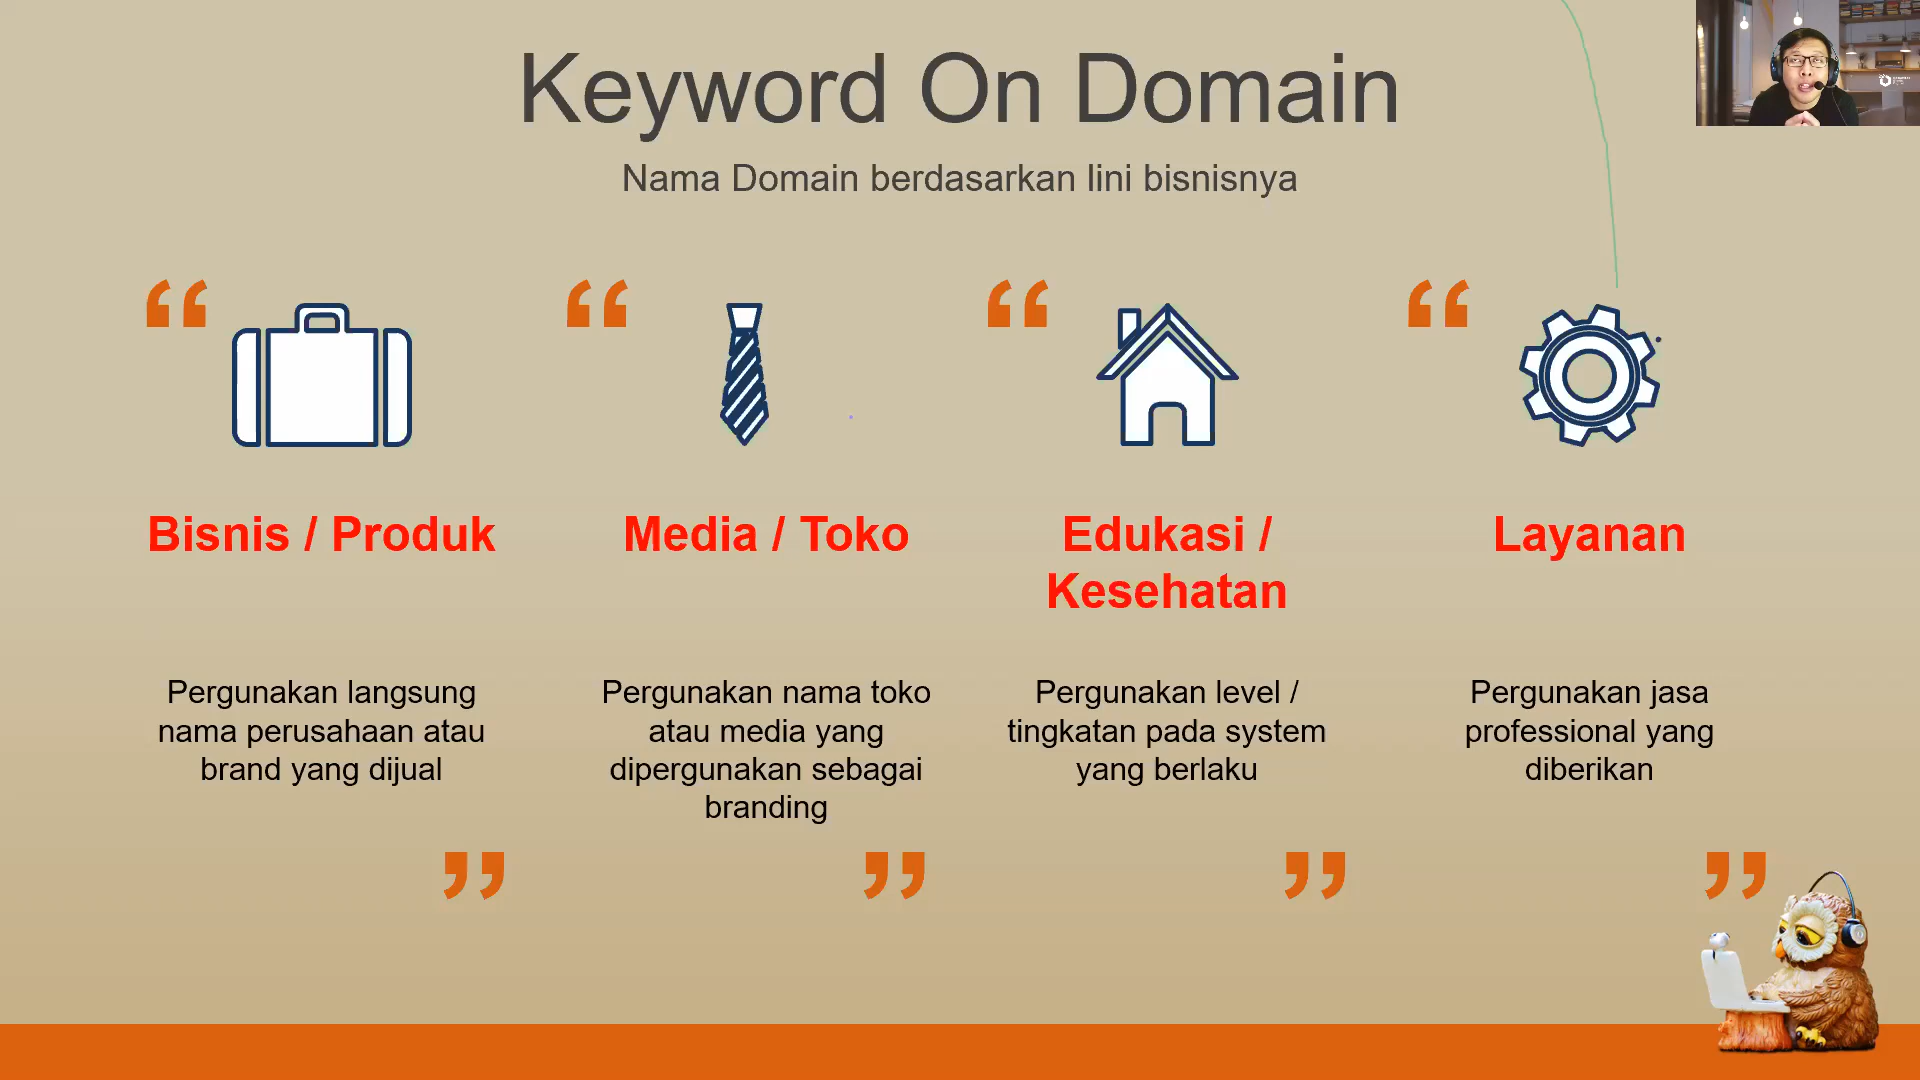 Keyword On Domain
Nama Domain berdasarkan lini bisnisnya
Bisnis / Produk
Pergunakan langsung
nama perusahaan atau
brand yang dijual
Media / Toko
Pergunakan nama toko
atau media yang
dipergunakan sebagai
branding
Edukasi /
Kesehatan
Pergunakan level /
tingkatan pada system
yang berlaku
Layanan
Pergunakan jasa
professional yang
diberikan